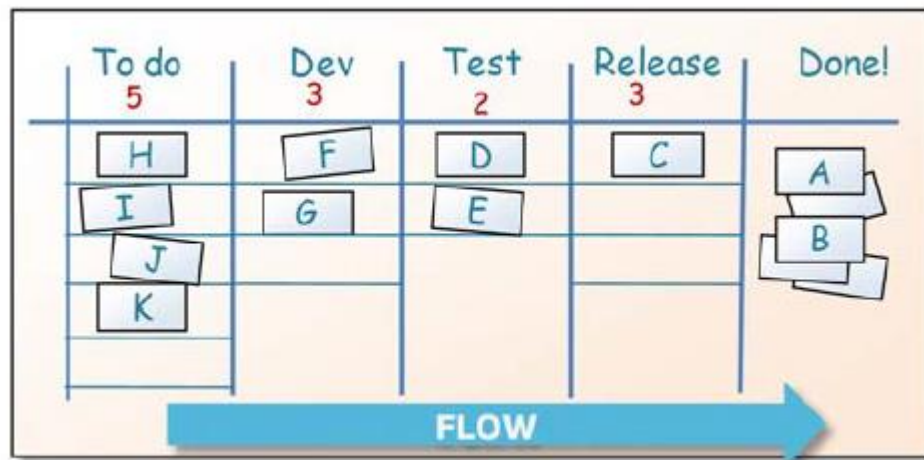 To do Dev Test Release Done!
5 3 2 3
H F D C A
I G E
J B
K
FLOW